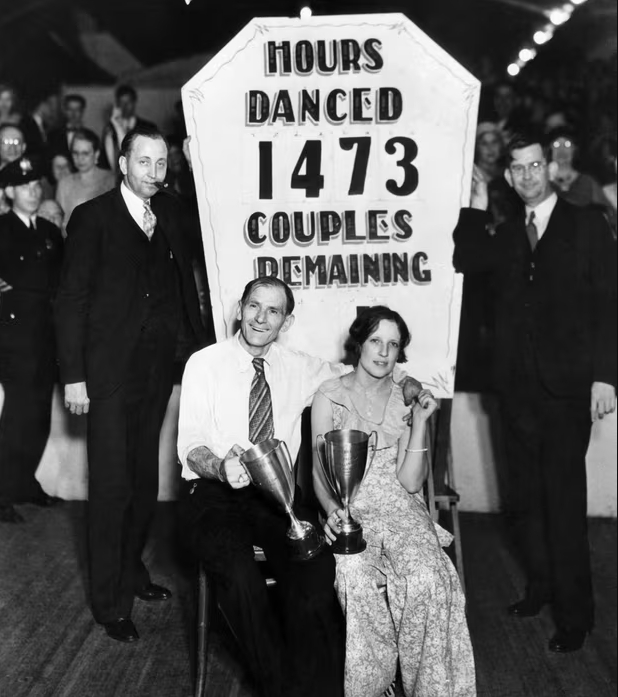 HOURS
DANCED
1473
COUPLES
REMAINING